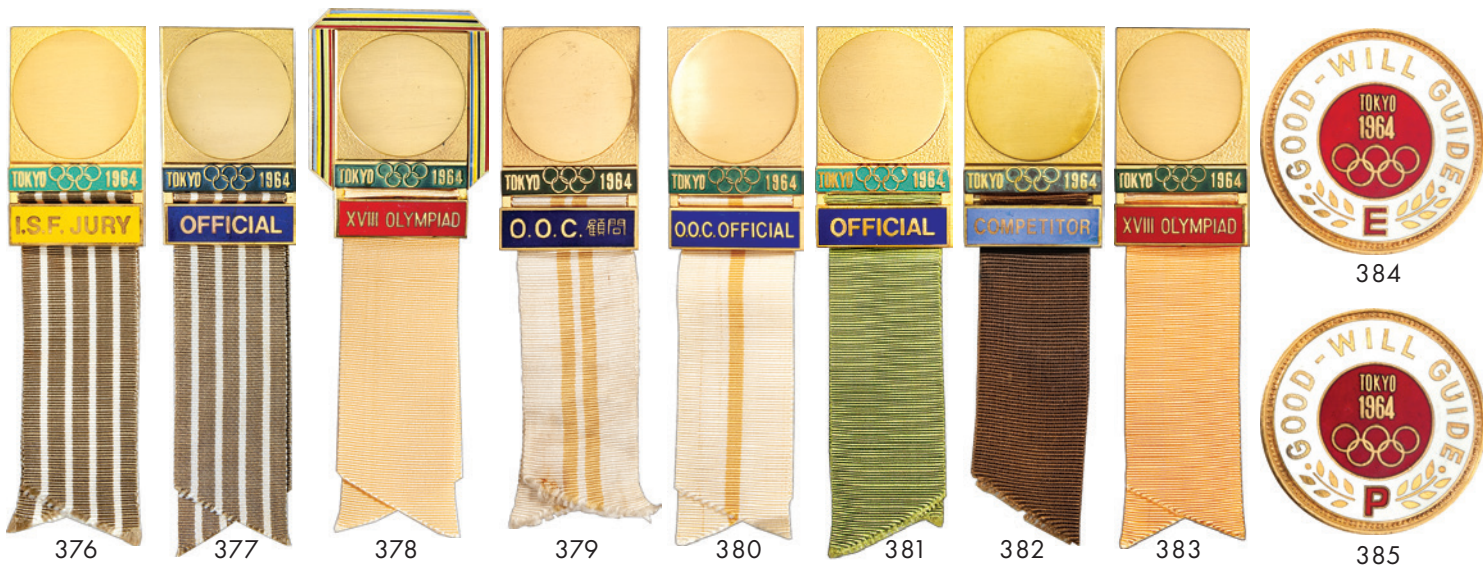 TOKYO 1964
I.S.F. JURY
376
TOKYO 1964
OFFICIAL
377
TOKYO 1964
XVIII OLYMPIAD
378
TOKYO 1964
O.O.C. 顧問
379
TOKYO 1964
O.O.C. OFFICIAL
380
TOKYO 1964
OFFICIAL
381
TOKYO 1964
COMPETITOR
382
TOKYO 1964
XVIII OLYMPIAD
383
GOOD-WILL GUIDE
TOKYO
1964
E
384
GOOD-WILL GUIDE
TOKYO
1964
P
385